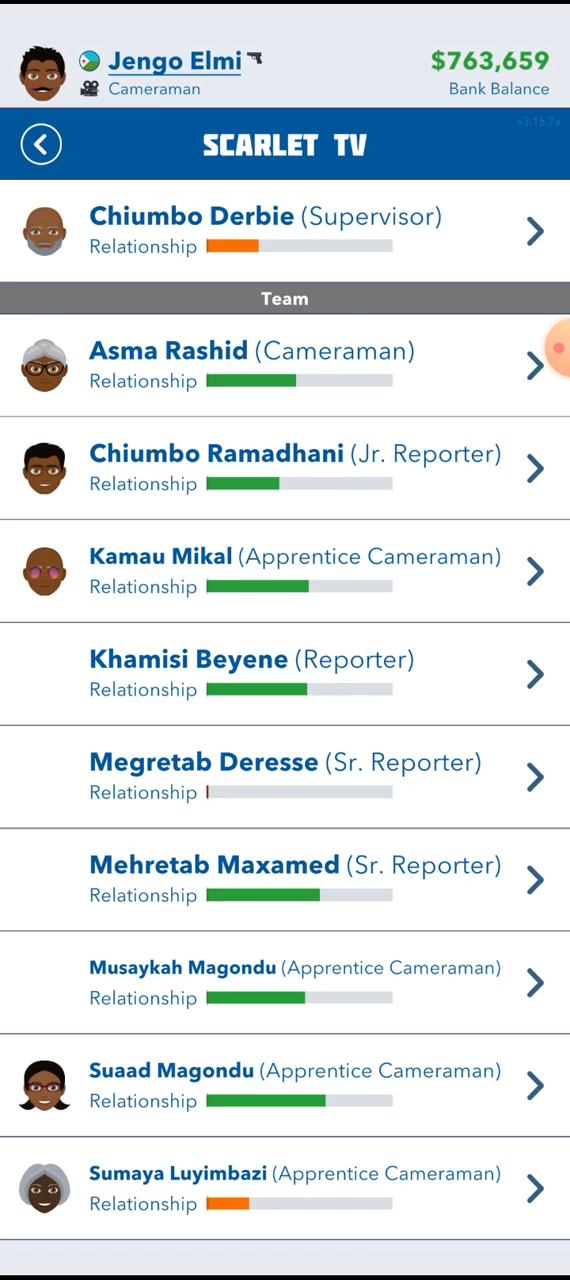 Jengo Elmi
$763,659
Cameraman
Bank Balance
v3.15.7a
SCARLET TV
Chiumbo Derbie (Supervisor)
Relationship
Team
Asma Rashid (Cameraman)
Relationship
Chiumbo Ramadhani (Jr. Reporter)
Relationship
Kamau Mikal (Apprentice Cameraman)
Relationship
Khamisi Beyene (Reporter)
Relationship
Megretab Deresse (Sr. Reporter)
Relationship
Mehretab Maxamed (Sr. Reporter)
Relationship
Musaykah Magondu (Apprentice Cameraman)
Relationship
Suaad Magondu (Apprentice Cameraman)
Relationship
Sumaya Luyimbazi (Apprentice Cameraman)
Relationship